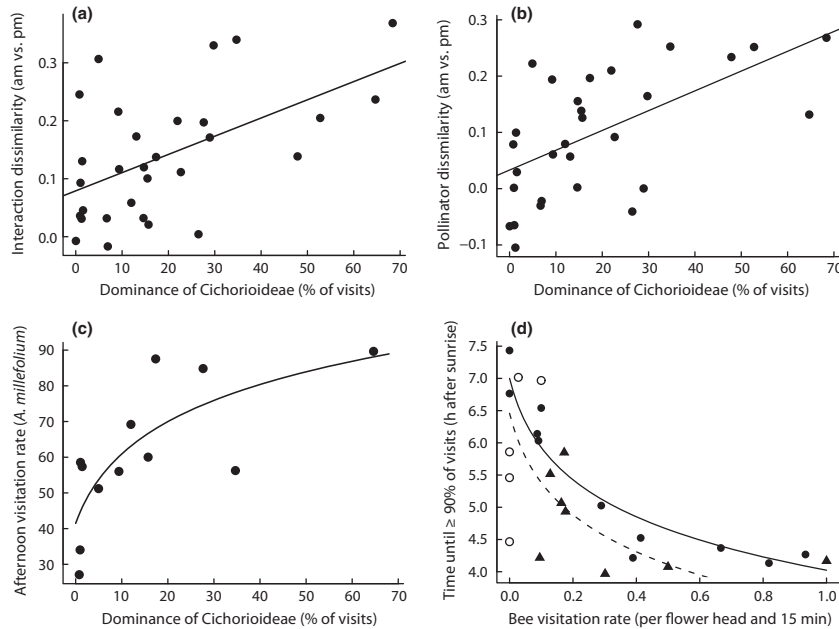 (a)
Interaction dissimilarity (am vs. pm)
0.3
0.2
0.1
0.0
0 10 20 30 40 50 60 70
Dominance of Cichorioideae (% of visits)
(b)
Pollinator dissmilarity (am vs. pm)
0.3
0.2
0.1
0.0
−0.1
0 10 20 30 40 50 60 70
Dominance of Cichorioideae (% of visits)
(c)
Afternoon visitation rate (A. millefolium)
90
80
70
60
50
40
30
0 10 20 30 40 50 60 70
Dominance of Cichorioideae (% of visits)
(d)
Time until ≥ 90% of visits (h after sunrise)
7.5
7.0
6.5
6.0
5.5
5.0
4.5
4.0
0.0 0.2 0.4 0.6 0.8 1.0
Bee visitation rate (per flower head and 15 min)